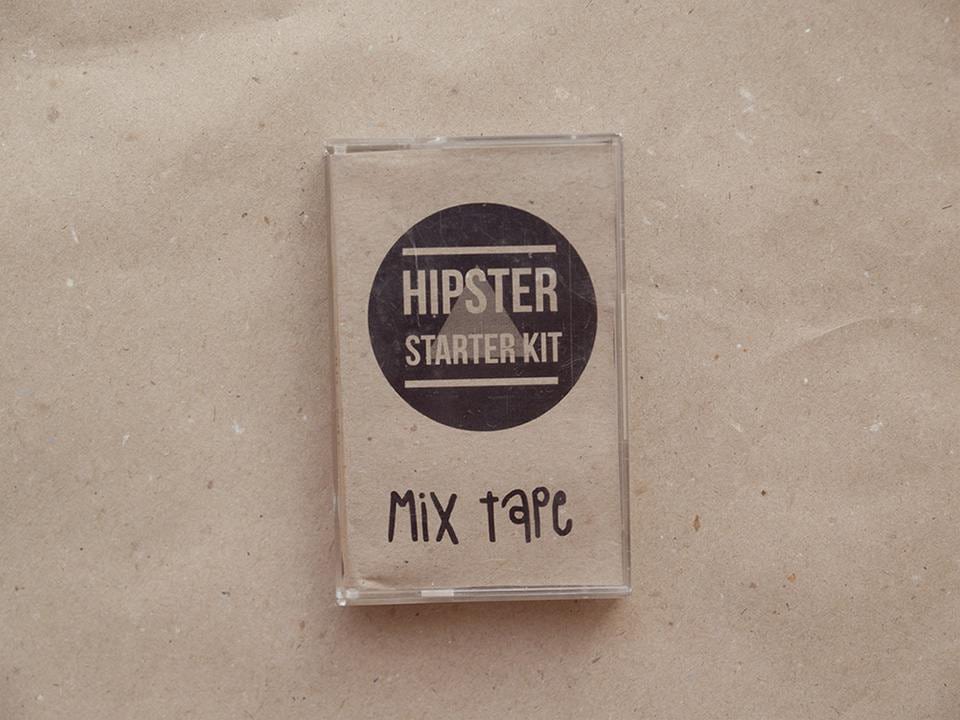 HIPSTER
STARTER KIT
Mix tape